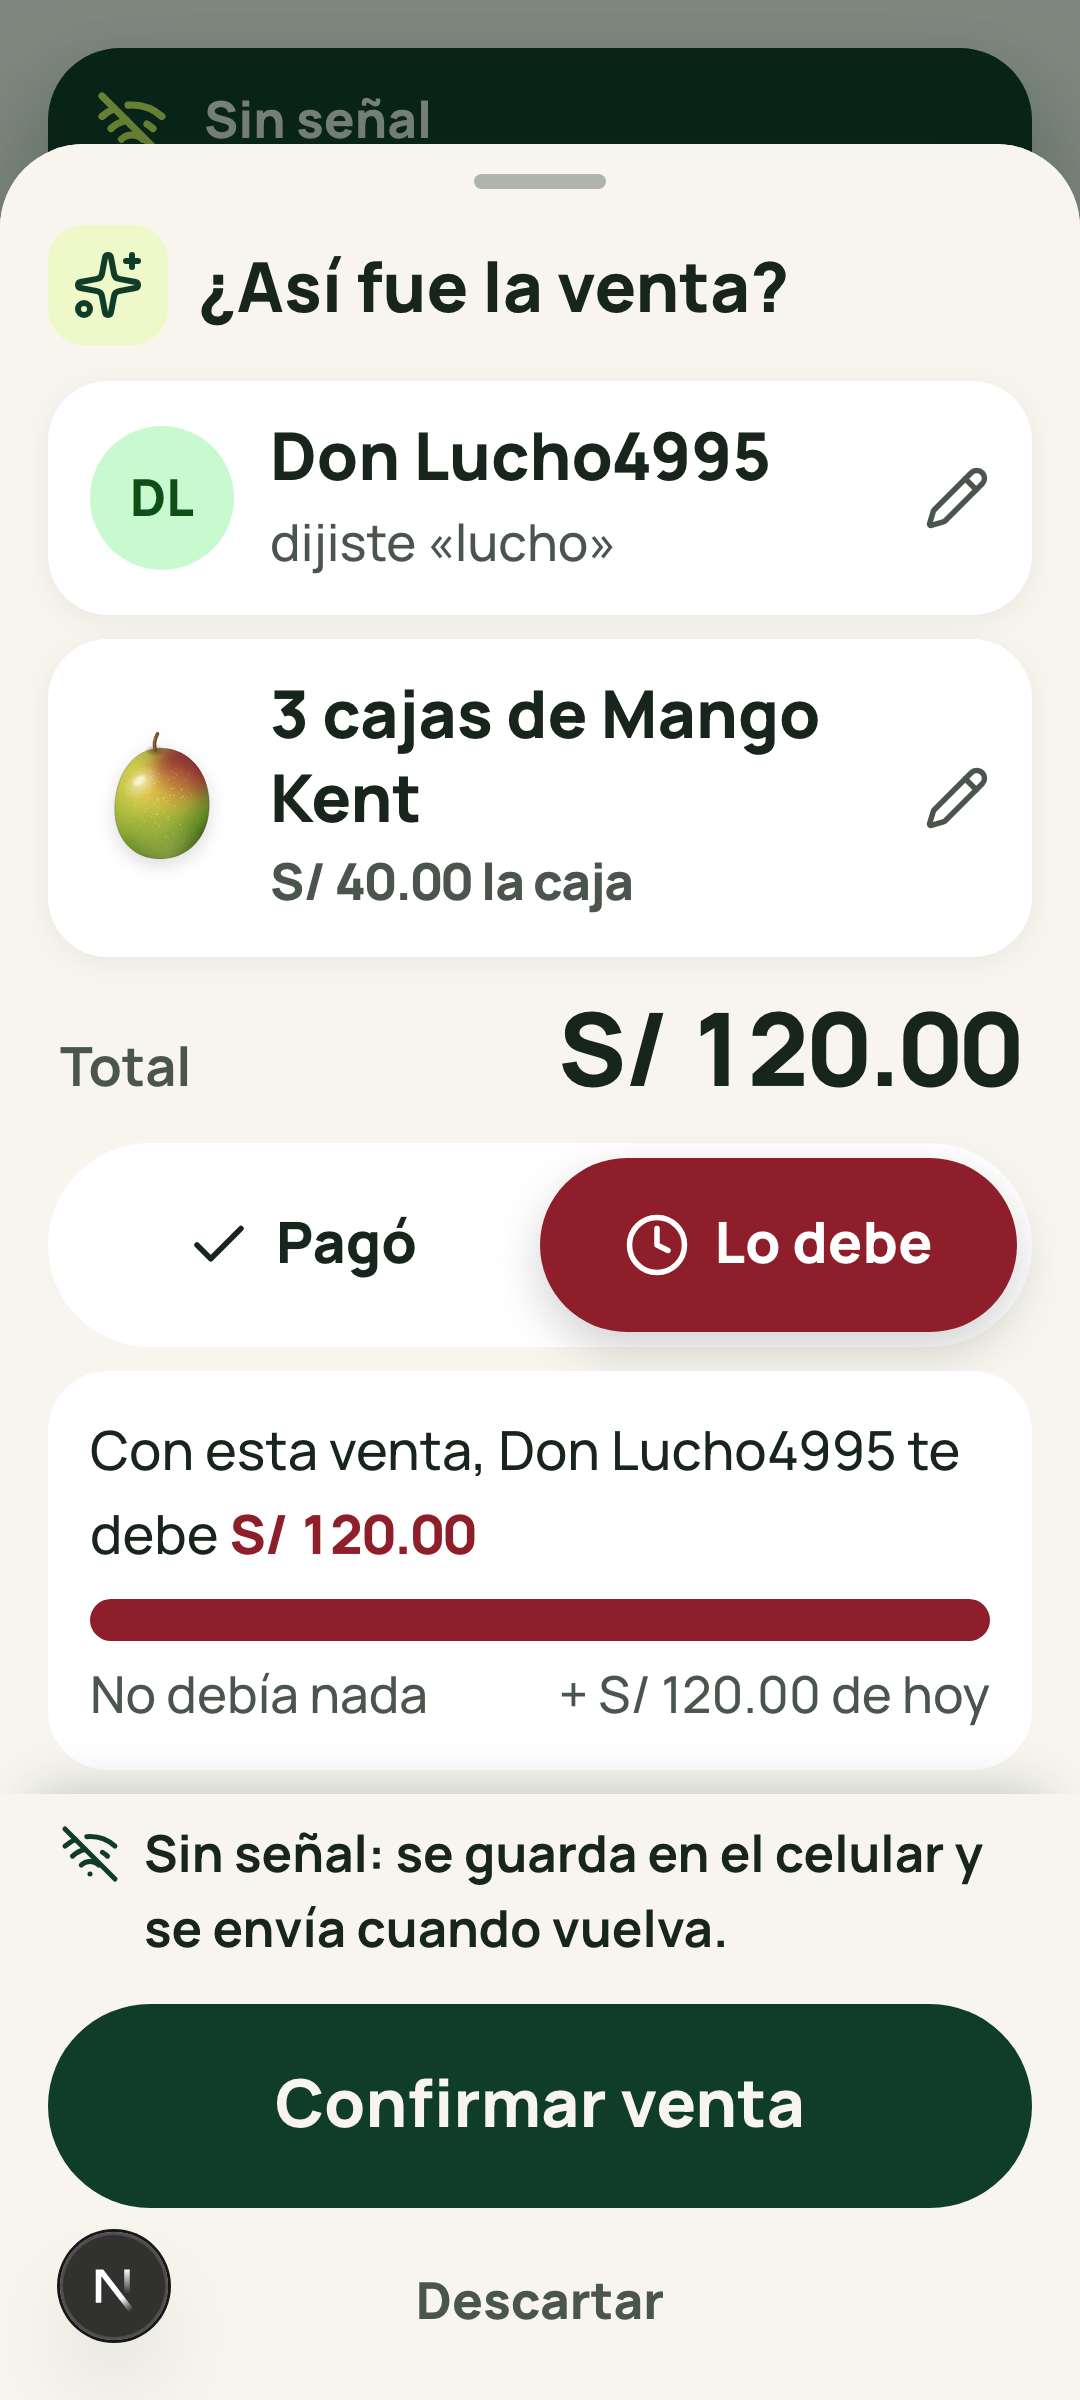 Sin señal
¿Así fue la venta?
DL
Don Lucho4995
dijiste «lucho»
3 cajas de Mango
Kent
S/ 40.00 la caja
Total
S/ 120.00
Pagó
Lo debe
Con esta venta, Don Lucho4995 te
debe S/ 120.00
No debía nada
+ S/ 120.00 de hoy
Sin señal: se guarda en el celular y
se envía cuando vuelva.
Confirmar venta
N
Descartar